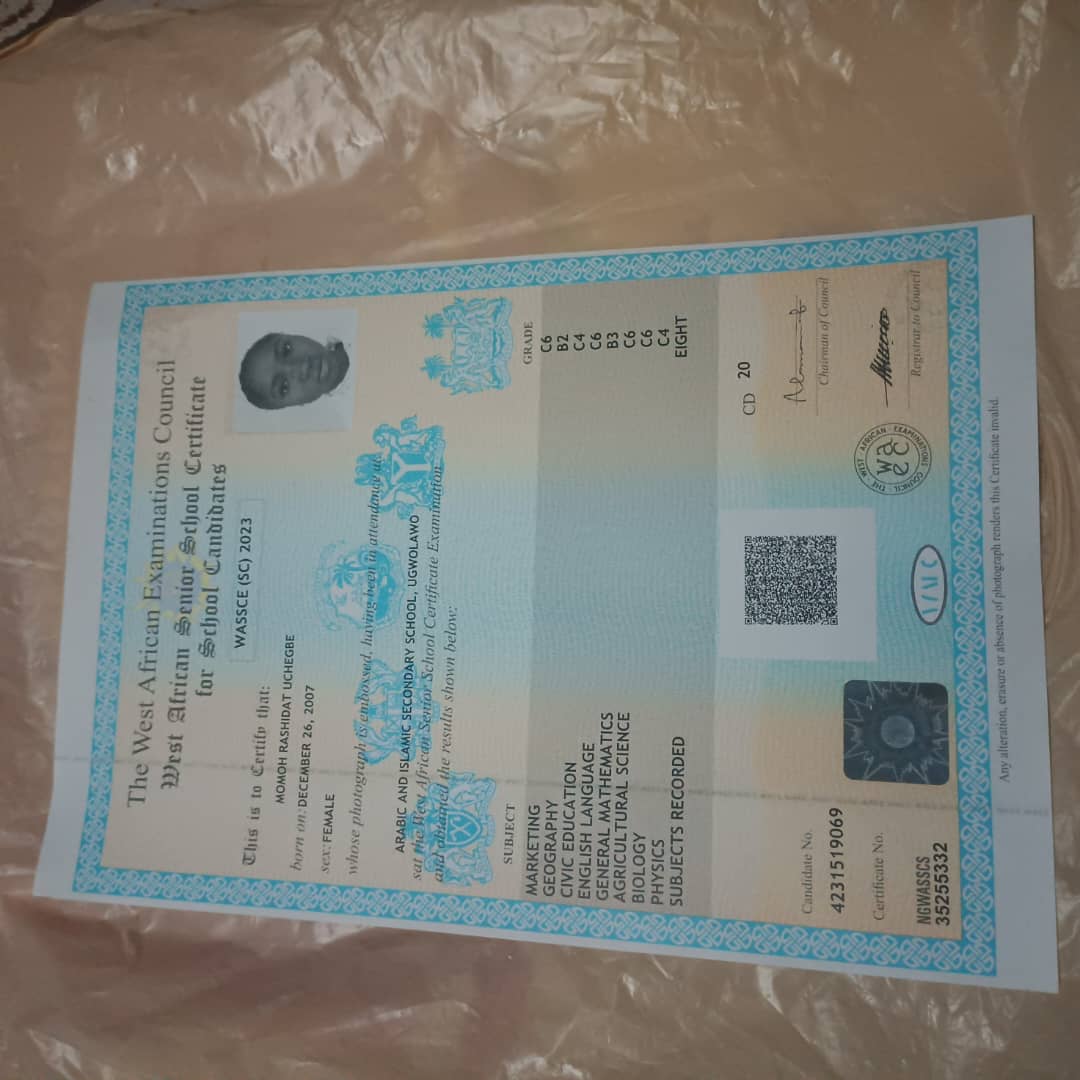 The West African Examinations Council
West African Senior School Certificate
for School Candidates
WASSCE (SC) 2023
This is to Certify that:
MOMOH RASHIDAT UCHEGBE
born on: DECEMBER 26, 2007
sex: FEMALE
whose photograph is embossed, having been in attendance at
ARABIC AND ISLAMIC SECONDARY SCHOOL, UGWOLAWO
sat the West African Senior School Certificate Examination
and obtained the results shown below:
SUBJECT GRADE
MARKETING C6
GEOGRAPHY B2
CIVIC EDUCATION C4
ENGLISH LANGUAGE C6
GENERAL MATHEMATICS B3
AGRICULTURAL SCIENCE C6
BIOLOGY C6
PHYSICS C4
SUBJECTS RECORDED EIGHT
CD 20
Candidate No.
4231519069
Chairman of Council
Certificate No.
NGWASSCS
35255332
THE WEST AFRICAN EXAMINATIONS COUNCIL
WAEC
Registrar to Council
Any alteration, erasure or absence of photograph renders this Certificate invalid.